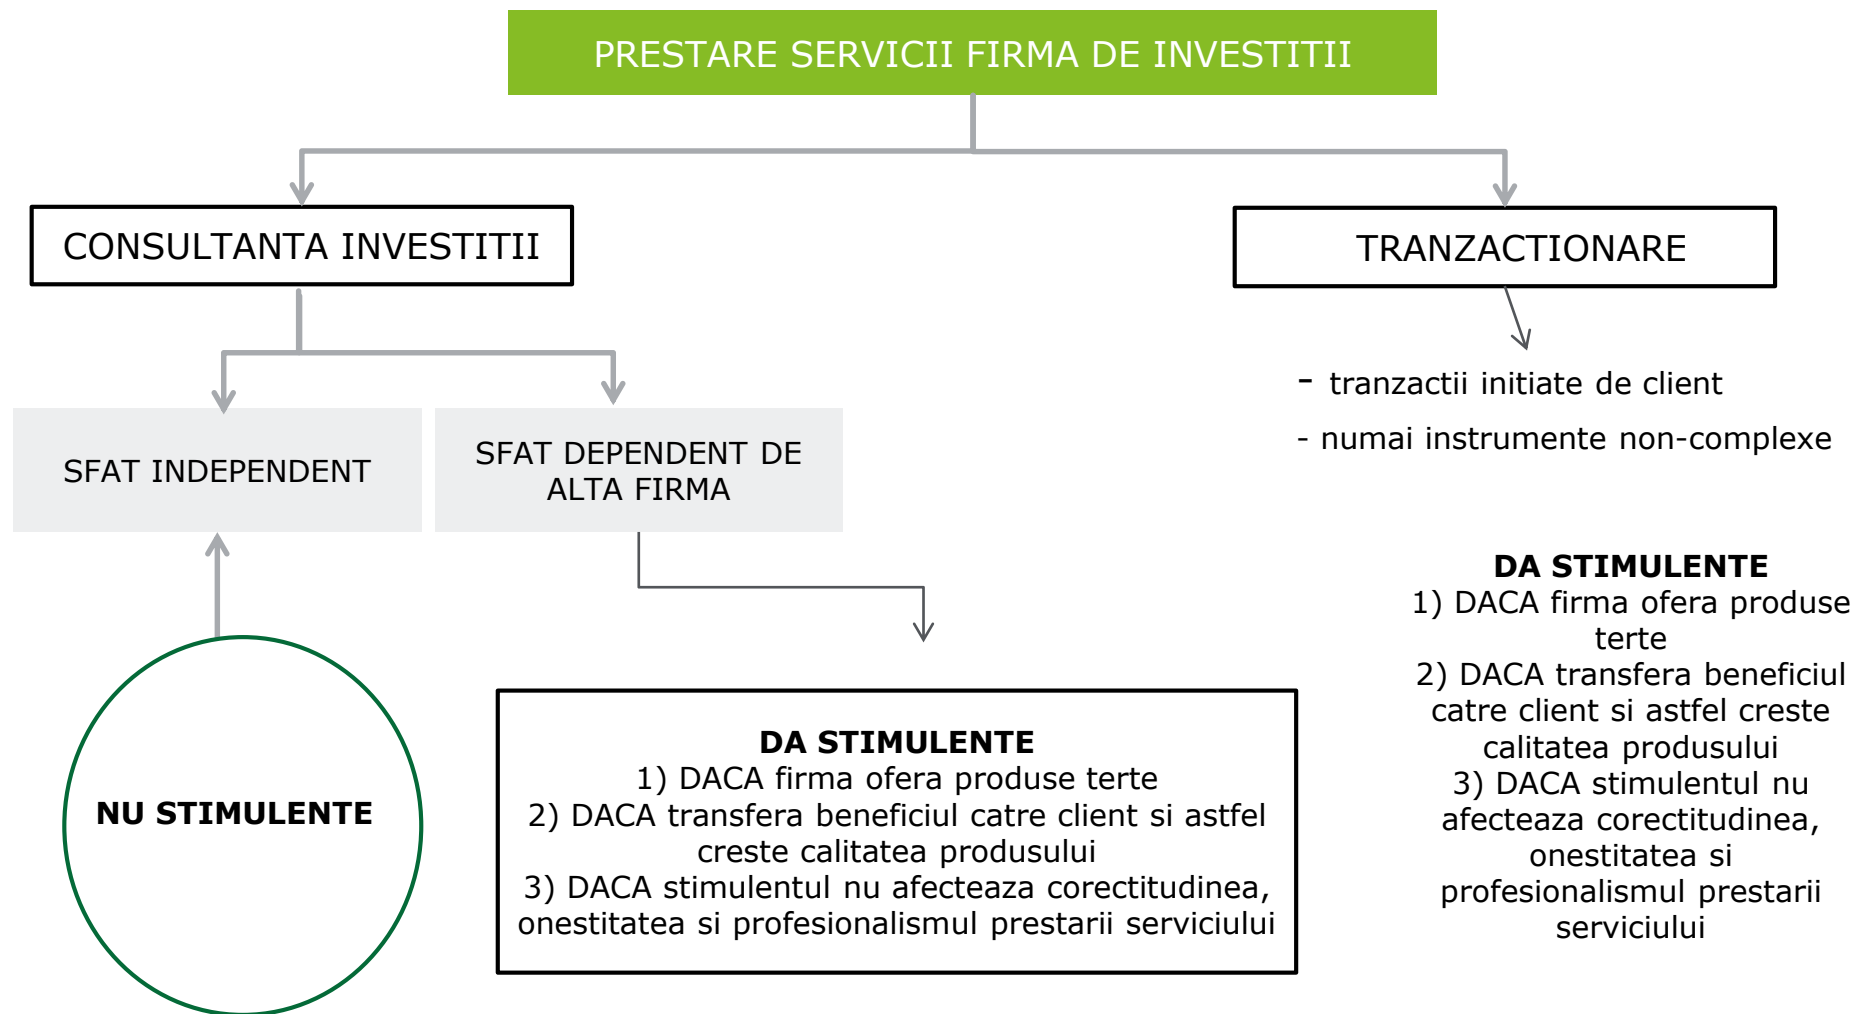 PRESTARE SERVICII FIRMA DE INVESTITII
CONSULTANTA INVESTITII
TRANZACTIONARE
- tranzactii initiate de client
- numai instrumente non-complexe
SFAT INDEPENDENT
SFAT DEPENDENT DE
ALTA FIRMA
NU STIMULENTE
DA STIMULENTE
1) DACA firma ofera produse terte
2) DACA transfera beneficiul catre client si astfel
creste calitatea produsului
3) DACA stimulentul nu afecteaza corectitudinea,
onestitatea si profesionalismul prestarii serviciului
DA STIMULENTE
1) DACA firma ofera produse
terte
2) DACA transfera beneficiul
catre client si astfel creste
calitatea produsului
3) DACA stimulentul nu
afecteaza corectitudinea,
onestitatea si
profesionalismul prestarii
serviciului